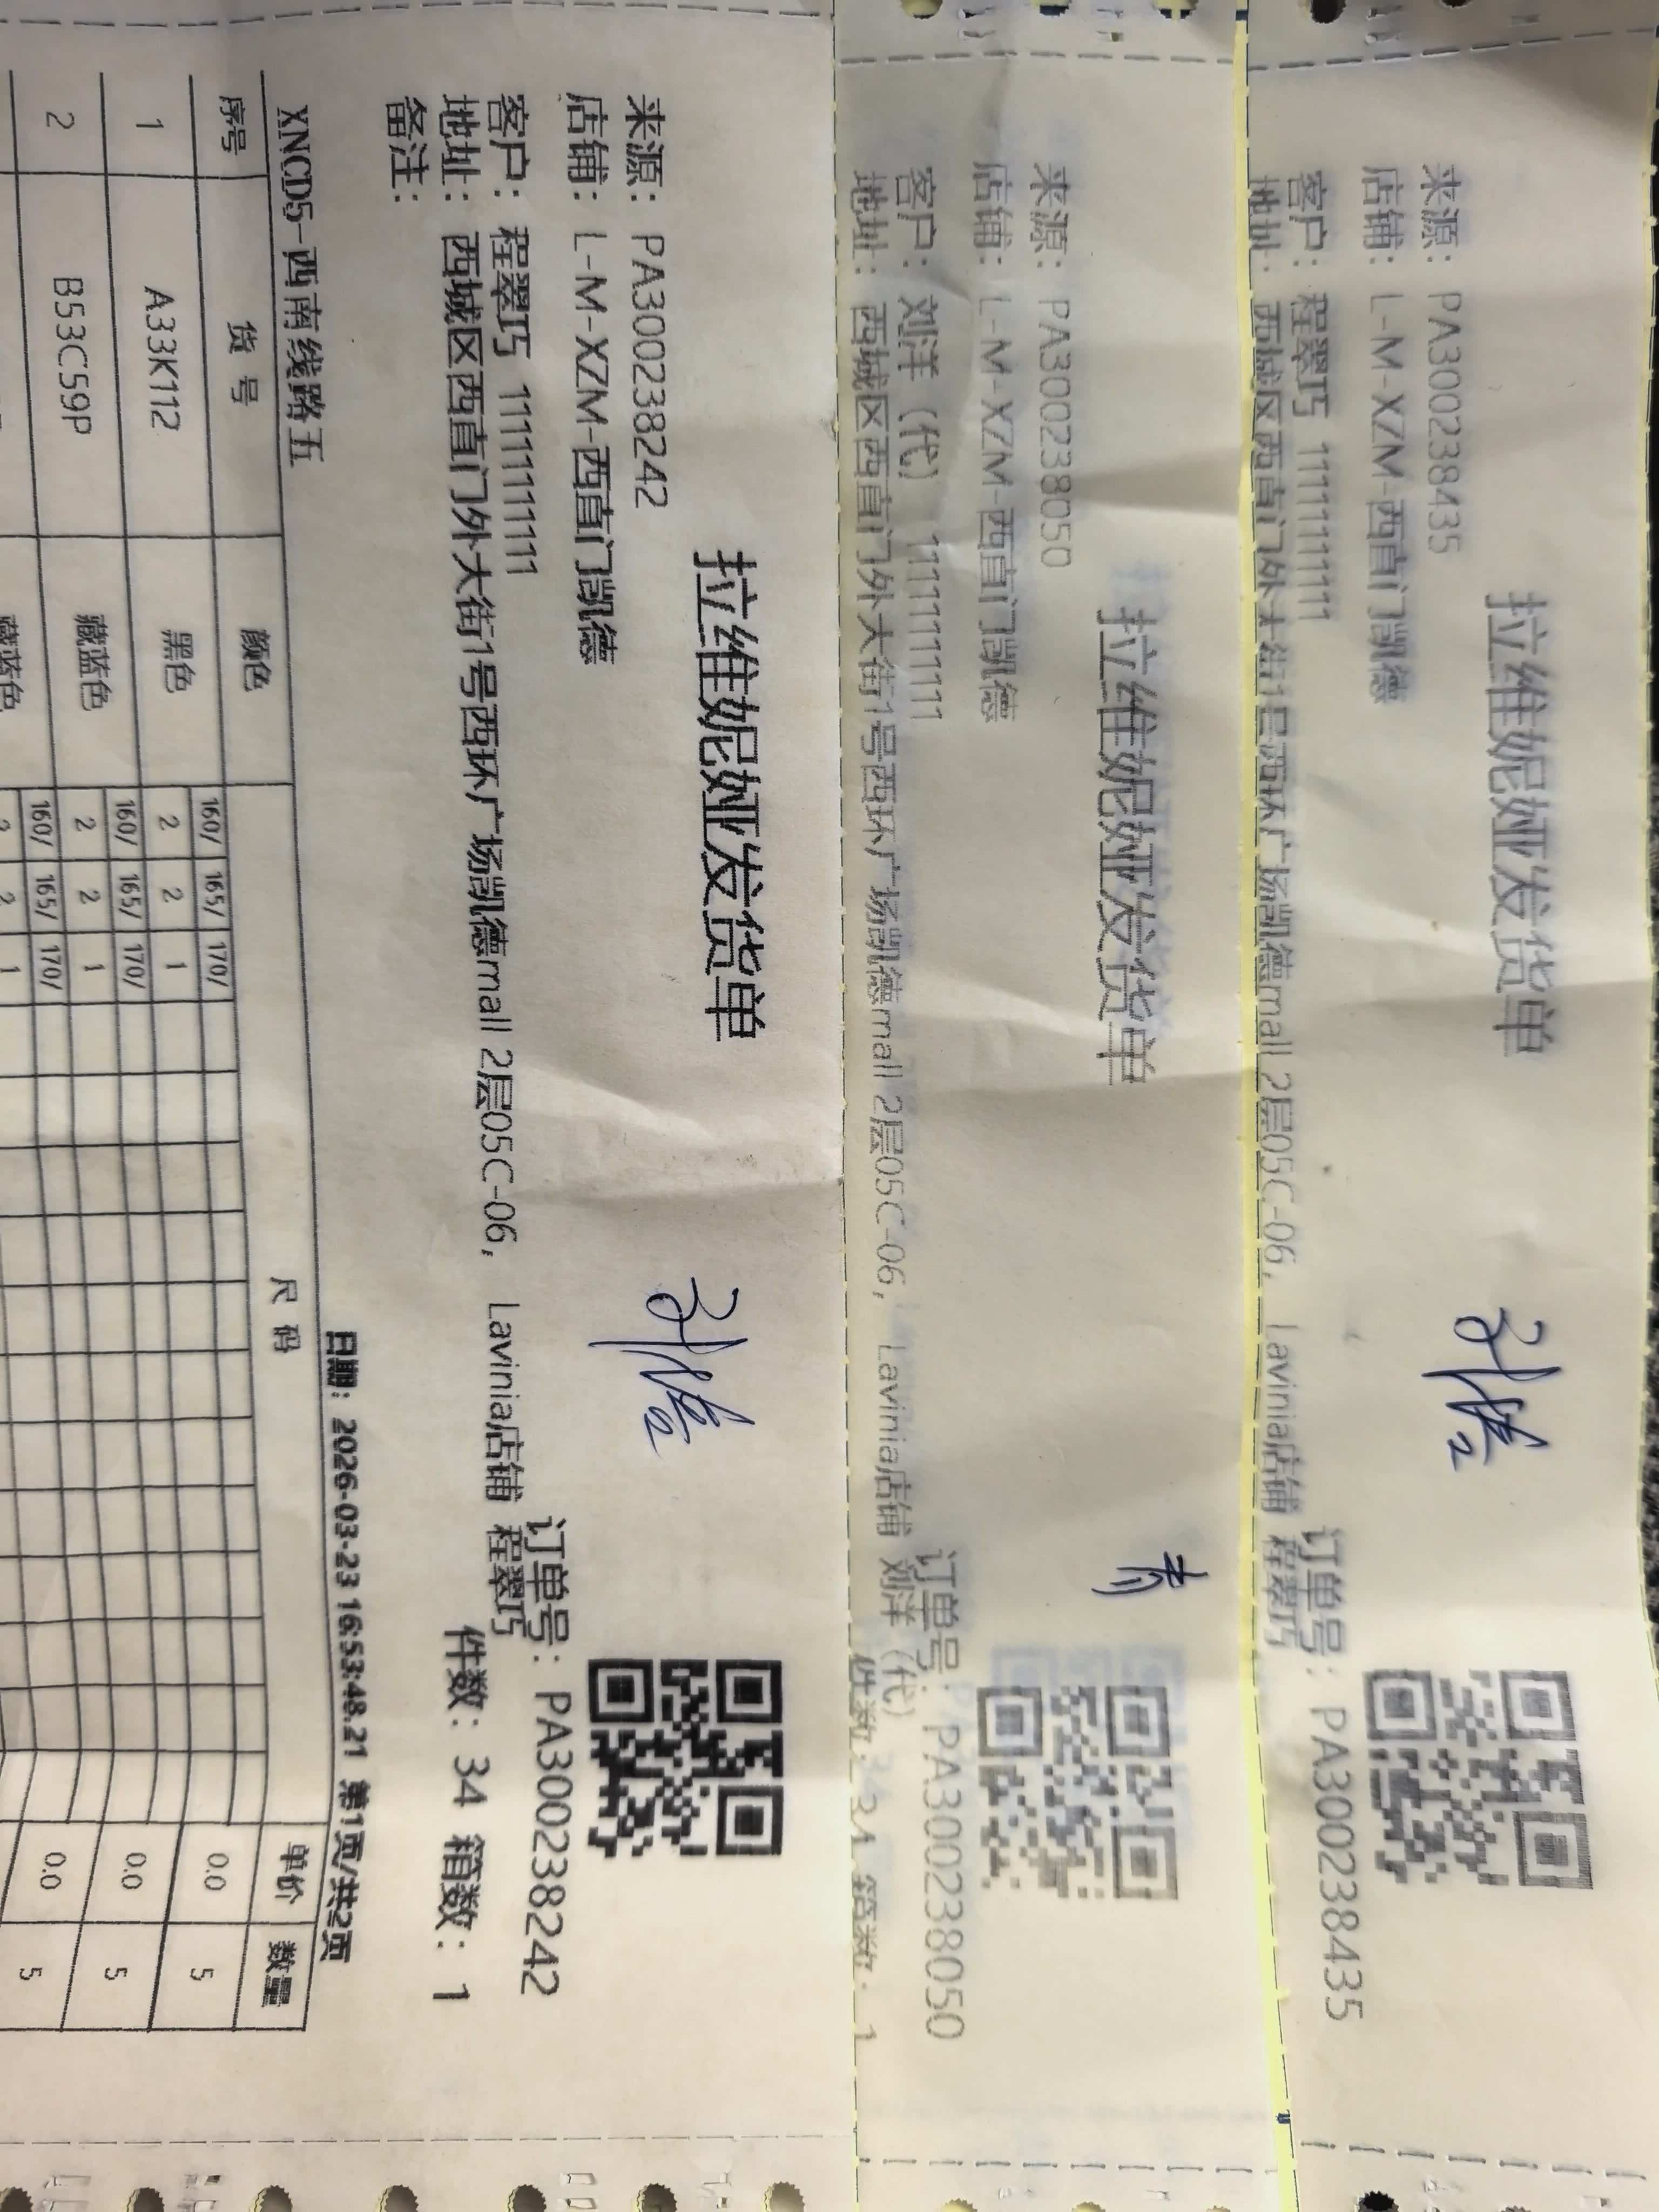 拉维妮娅发货单
来源: PA300238435
店铺: L-M-XZM-西直门凯德
订单号: PA300238435
客户: 程翠巧 11111111111
地址: 西城区西直门外大街1号西环广场凯德mall 2层05C-06, Lavinia店铺 程翠巧
拉维妮娅发货单
来源: PA300238050
店铺: L-M-XZM-西直门凯德
订单号: PA300238050
客户: 刘洋 (代) 11111111111
地址: 西城区西直门外大街1号西环广场凯德mall 2层05C-06, Lavinia店铺 刘洋 (代)
件数: 箱数: 1
拉维妮娅发货单
来源: PA300238242
店铺: L-M-XZM-西直门凯德
订单号: PA300238242
客户: 程翠巧 11111111111
地址: 西城区西直门外大街1号西环广场凯德mall 2层05C-06, Lavinia店铺 程翠巧
备注:
件数: 34 箱数: 1
XNCD5-西南线路五
日期: 2026-03-23 16:53:48.21 第1页/共2页
序号 货号 颜色 尺码 单价 数量
160/ 165/ 170/
1 A33K112 黑色 2 2 1 0.0 5
160/ 165/ 170/
2 B53C59P 藏蓝色 2 2 1 0.0 5
160/ 165/ 170/
藏蓝色 2 2 1 0.0 5